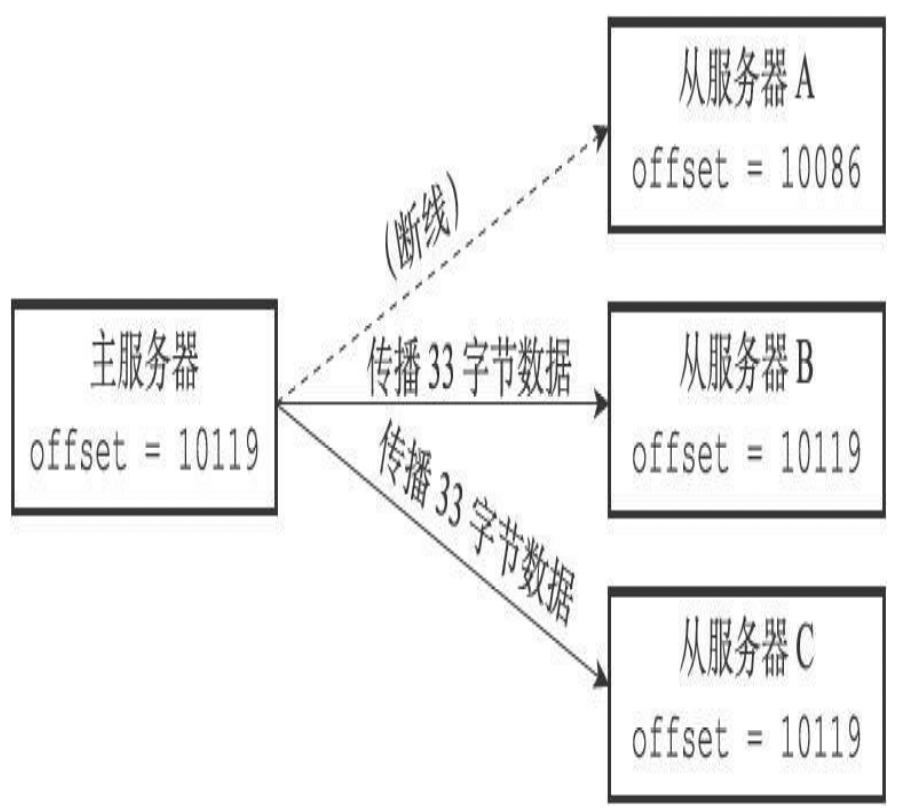 从服务器 A
offset = 10086
(断线)
主服务器
offset = 10119
传播 33 字节数据
从服务器 B
offset = 10119
传播 33 字节数据
从服务器 C
offset = 10119